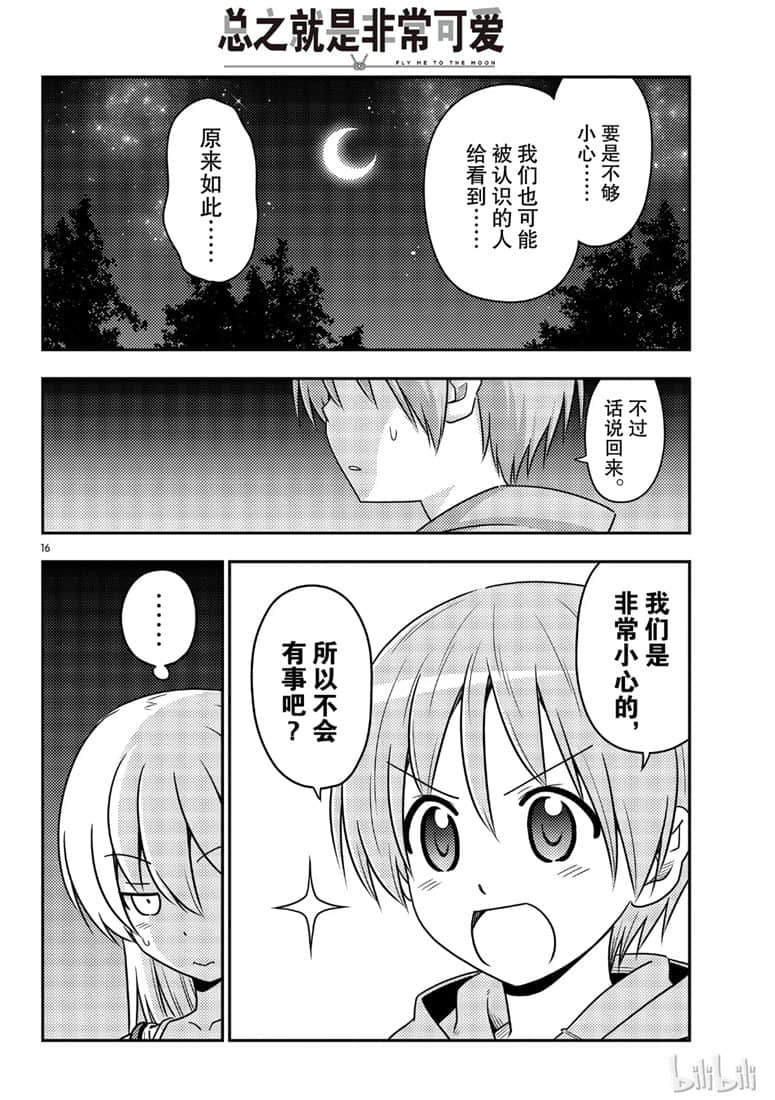 总之就是非常可爱
FLY ME TO THE MOON
要是不够
小心……
我们也可能
被认识的人
给看到……
原来如此……
不过
话说回来。
16
我们是
非常小心的，
所以不会
有事吧？
……
bilibili